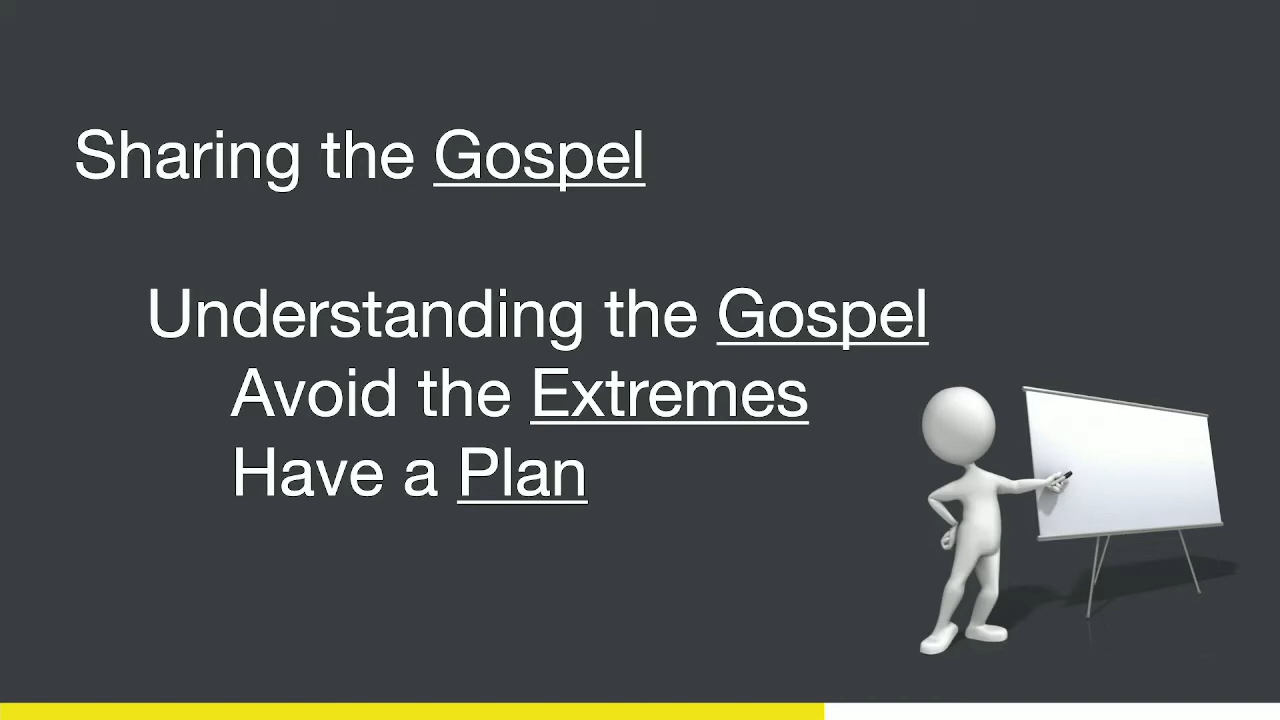 Sharing the Gospel
Understanding the Gospel
Avoid the Extremes
Have a Plan